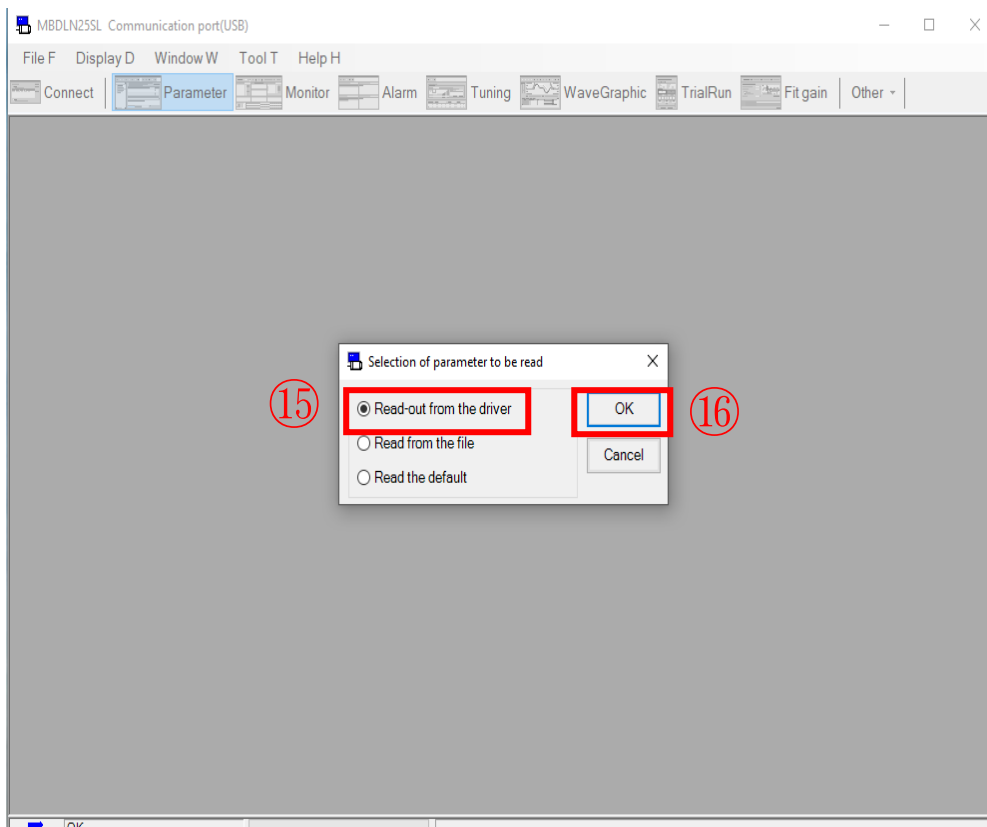 MBDLN25SL Communication port(USB)
File F Display D Window W Tool T Help H
Connect Parameter Monitor Alarm Tuning WaveGraphic TrialRun Fit gain Other
Selection of parameter to be read
⑮ Read-out from the driver OK ⑯
Read from the file
Cancel
Read the default
OK